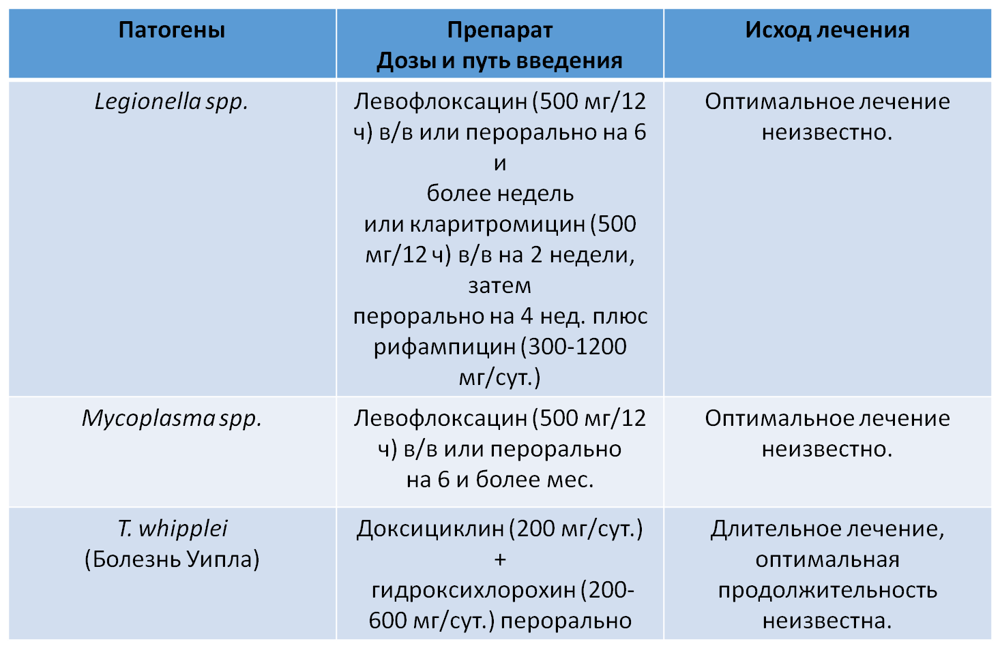 Патогены
Препарат
Дозы и путь введения
Исход лечения
Legionella spp.
Левофлоксацин (500 мг/12
ч) в/в или перорально на 6
и
более недель
или кларитромицин (500
мг/12 ч) в/в на 2 недели,
затем
перорально на 4 нед. плюс
рифампицин (300-1200
мг/сут.)
Оптимальное лечение
неизвестно.
Mycoplasma spp.
Левофлоксацин (500 мг/12
ч) в/в или перорально
на 6 и более мес.
Оптимальное лечение
неизвестно.
T. whipplei
(Болезнь Уипла)
Доксициклин (200 мг/сут.)
+
гидроксихлорохин (200-
600 мг/сут.) перорально
Длительное лечение,
оптимальная
продолжительность
неизвестна.